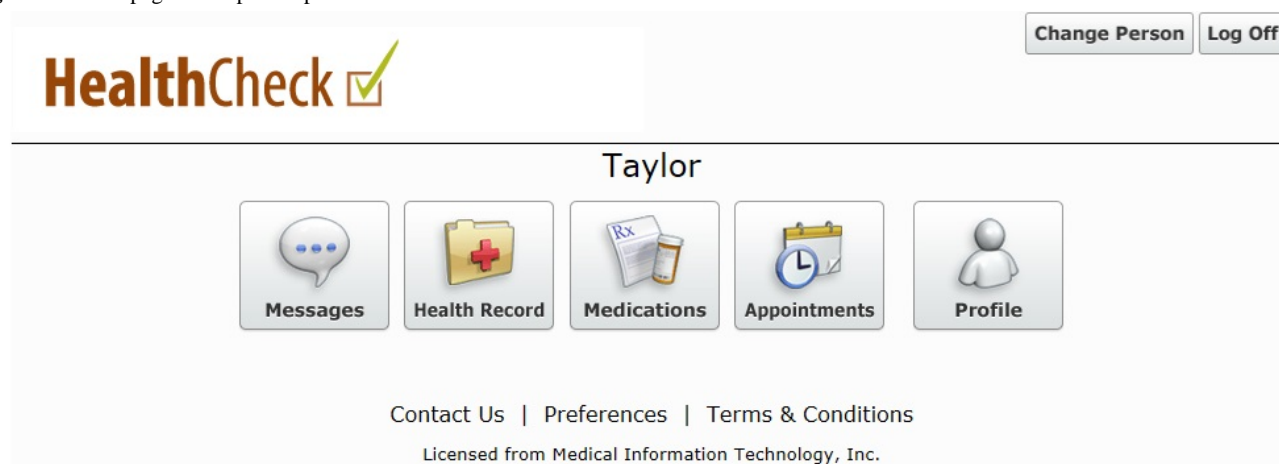 Change Person Log Off
HealthCheck
Taylor
Rx
Messages Health Record Medications Appointments Profile
Contact Us | Preferences | Terms & Conditions
Licensed from Medical Information Technology, Inc.